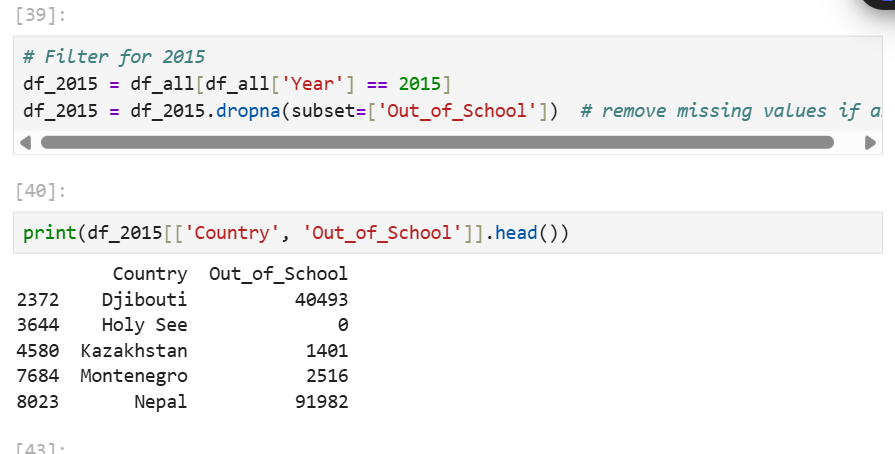 [39]:
# Filter for 2015
df_2015 = df_all[df_all['Year'] == 2015]
df_2015 = df_2015.dropna(subset=['Out_of_School'])  # remove missing values if
[40]:
print(df_2015[['Country', 'Out_of_School']].head())
Country  Out_of_School
2372    Djibouti          40493
3644    Holy See              0
4580  Kazakhstan           1401
7684  Montenegro           2516
8023       Nepal          91982
[43]: